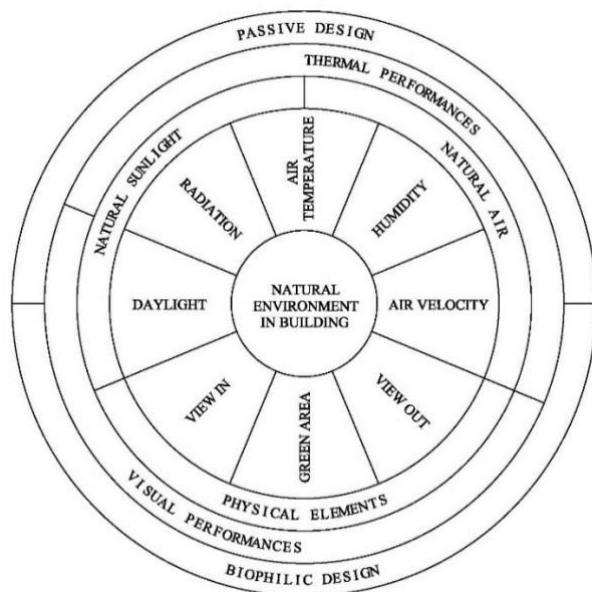 PASSIVE DESIGN
THERMAL PERFORMANCES
NATURAL SUNLIGHT
NATURAL AIR
AIR
TEMPERATURE
RADIATION
HUMIDITY
DAYLIGHT
NATURAL
ENVIRONMENT
IN BUILDING
AIR VELOCITY
VIEW IN
GREEN AREA
VIEW OUT
PHYSICAL ELEMENTS
VISUAL PERFORMANCES
BIOPHILIC DESIGN